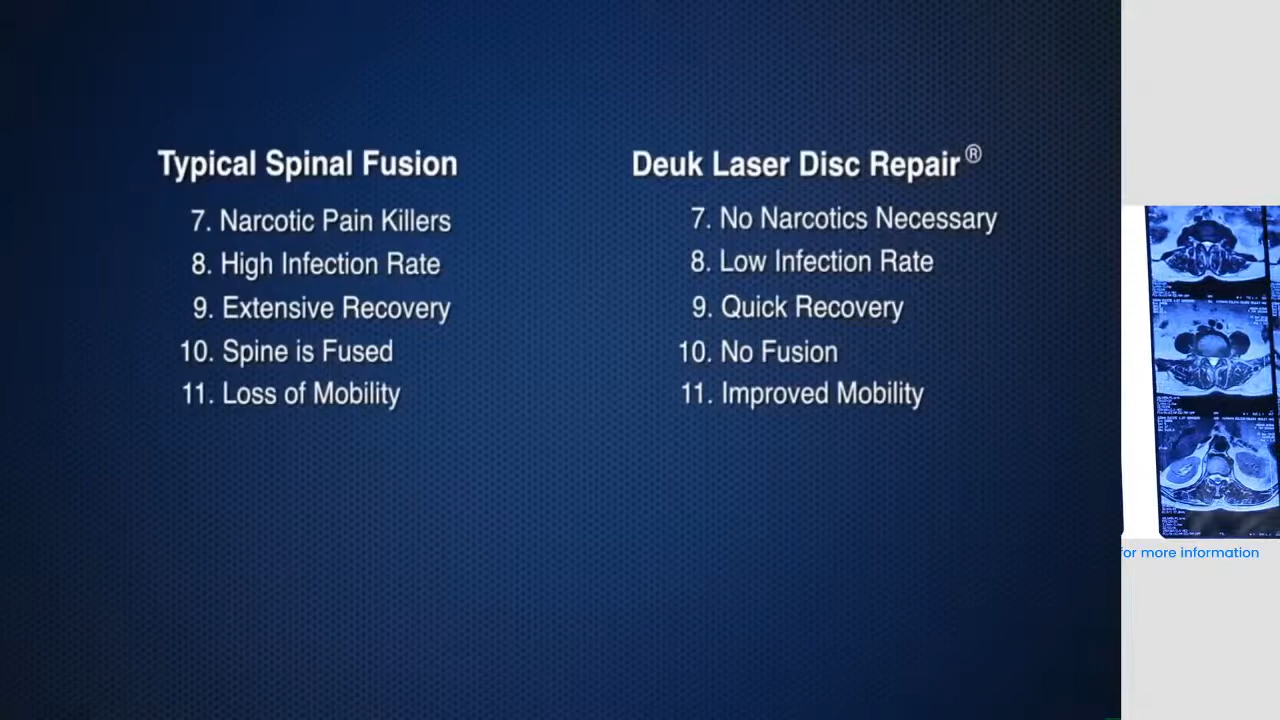 Typical Spinal Fusion
7. Narcotic Pain Killers
8. High Infection Rate
9. Extensive Recovery
10. Spine is Fused
11. Loss of Mobility
Deuk Laser Disc Repair®
7. No Narcotics Necessary
8. Low Infection Rate
9. Quick Recovery
10. No Fusion
11. Improved Mobility
for more information